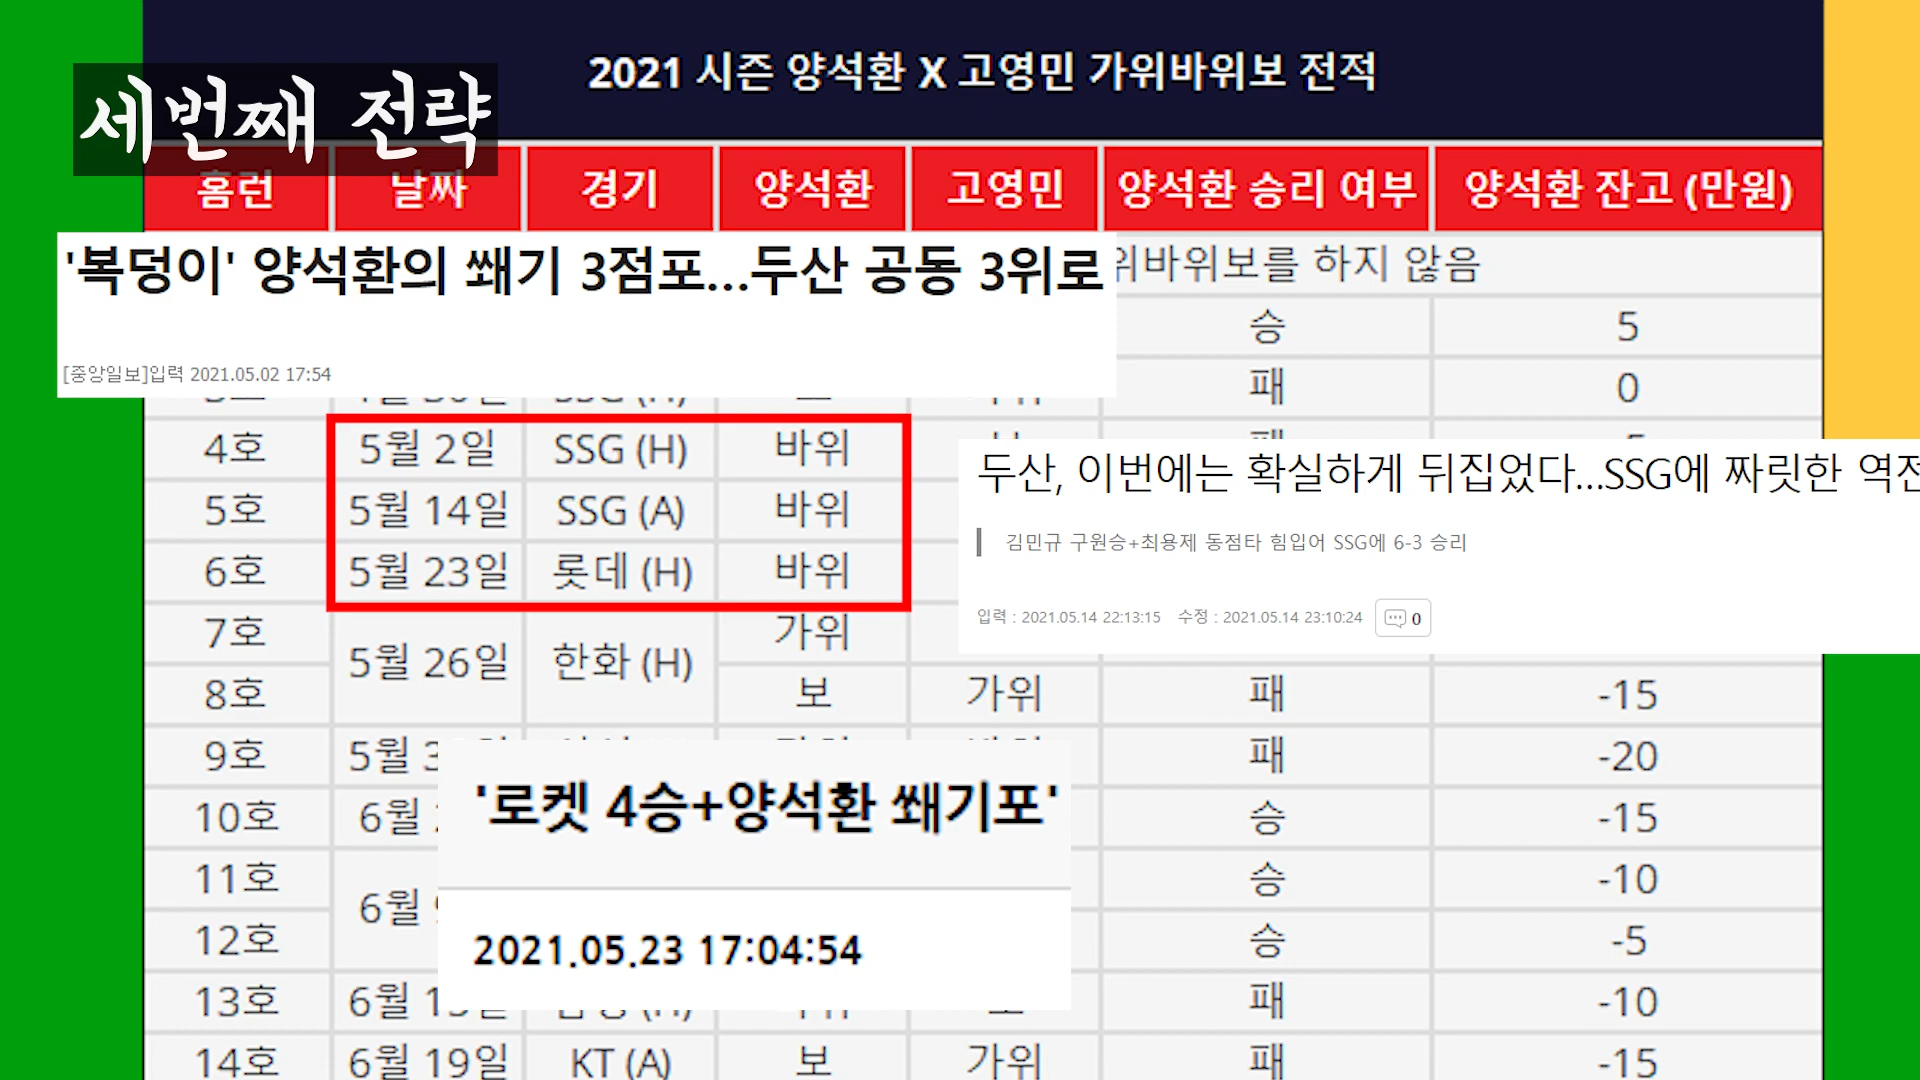 2021 시즌 양석환 X 고영민 가위바위보 전적
세번째 전략
홈런 날짜 경기 양석환 고영민 양석환 승리 여부 양석환 잔고 (만원)
'복덩이' 양석환의 쐐기 3점포...두산 공동 3위로
[중앙일보]입력 2021.05.02 17:54
위바위보를 하지 않음
승 5
패 0
4호 5월 2일 SSG (H) 바위
5호 5월 14일 SSG (A) 바위
6호 5월 23일 롯데 (H) 바위
두산, 이번에는 확실하게 뒤집었다...SSG에 짜릿한
김민규 구원승+최용제 동점타 힘입어 SSG에 6-3 승리
입력 : 2021.05.14 22:13:15 수정 : 2021.05.14 23:10:24 0
7호 5월 26일 한화 (H) 가위
8호 보 가위 패 -15
9호 5월 패 -20
10호 6월 승 -15
11호 6월 승 -10
12호 승 -5
'로켓 4승+양석환 쐐기포'
2021.05.23 17:04:54
13호 6월 패 -10
14호 6월 19일 KT (A) 보 가위 패 -15